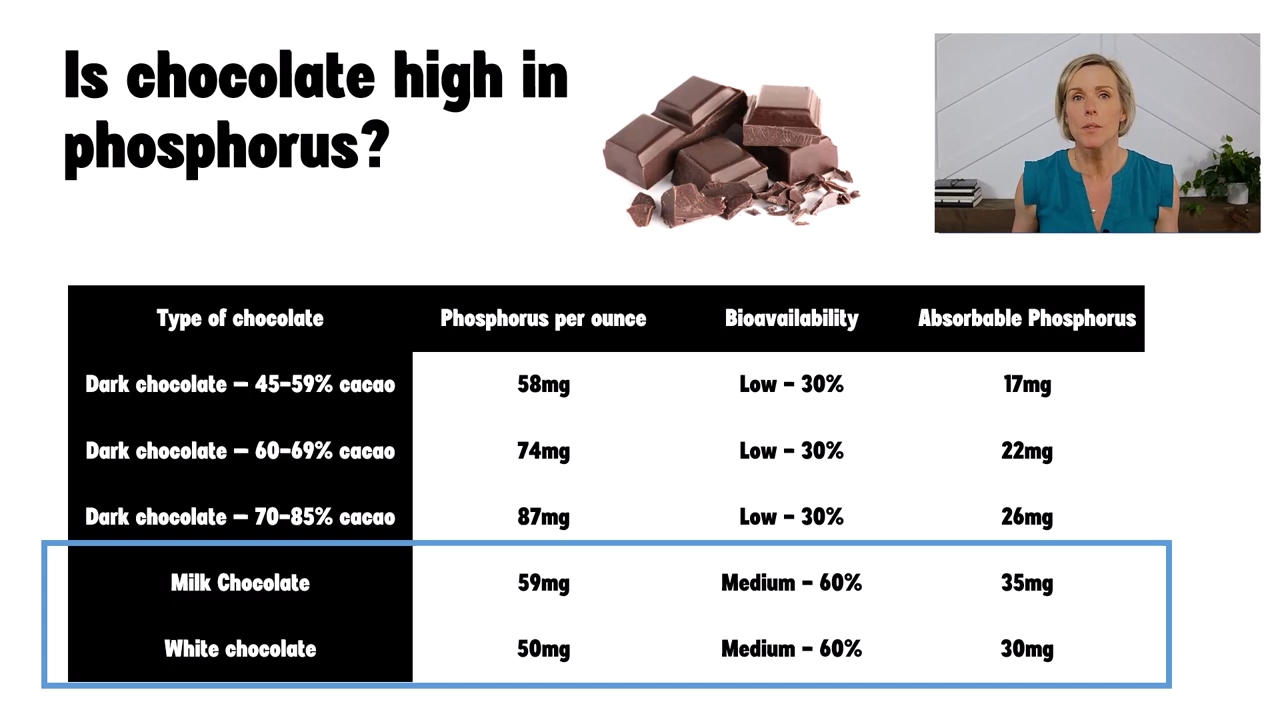 Is chocolate high in
phosphorus?
Type of chocolate Phosphorus per ounce Bioavailability Absorbable Phosphorus
Dark chocolate – 45-59% cacao 58mg Low - 30% 17mg
Dark chocolate – 60-69% cacao 74mg Low - 30% 22mg
Dark chocolate – 70-85% cacao 87mg Low - 30% 26mg
Milk Chocolate 59mg Medium - 60% 35mg
White chocolate 50mg Medium - 60% 30mg